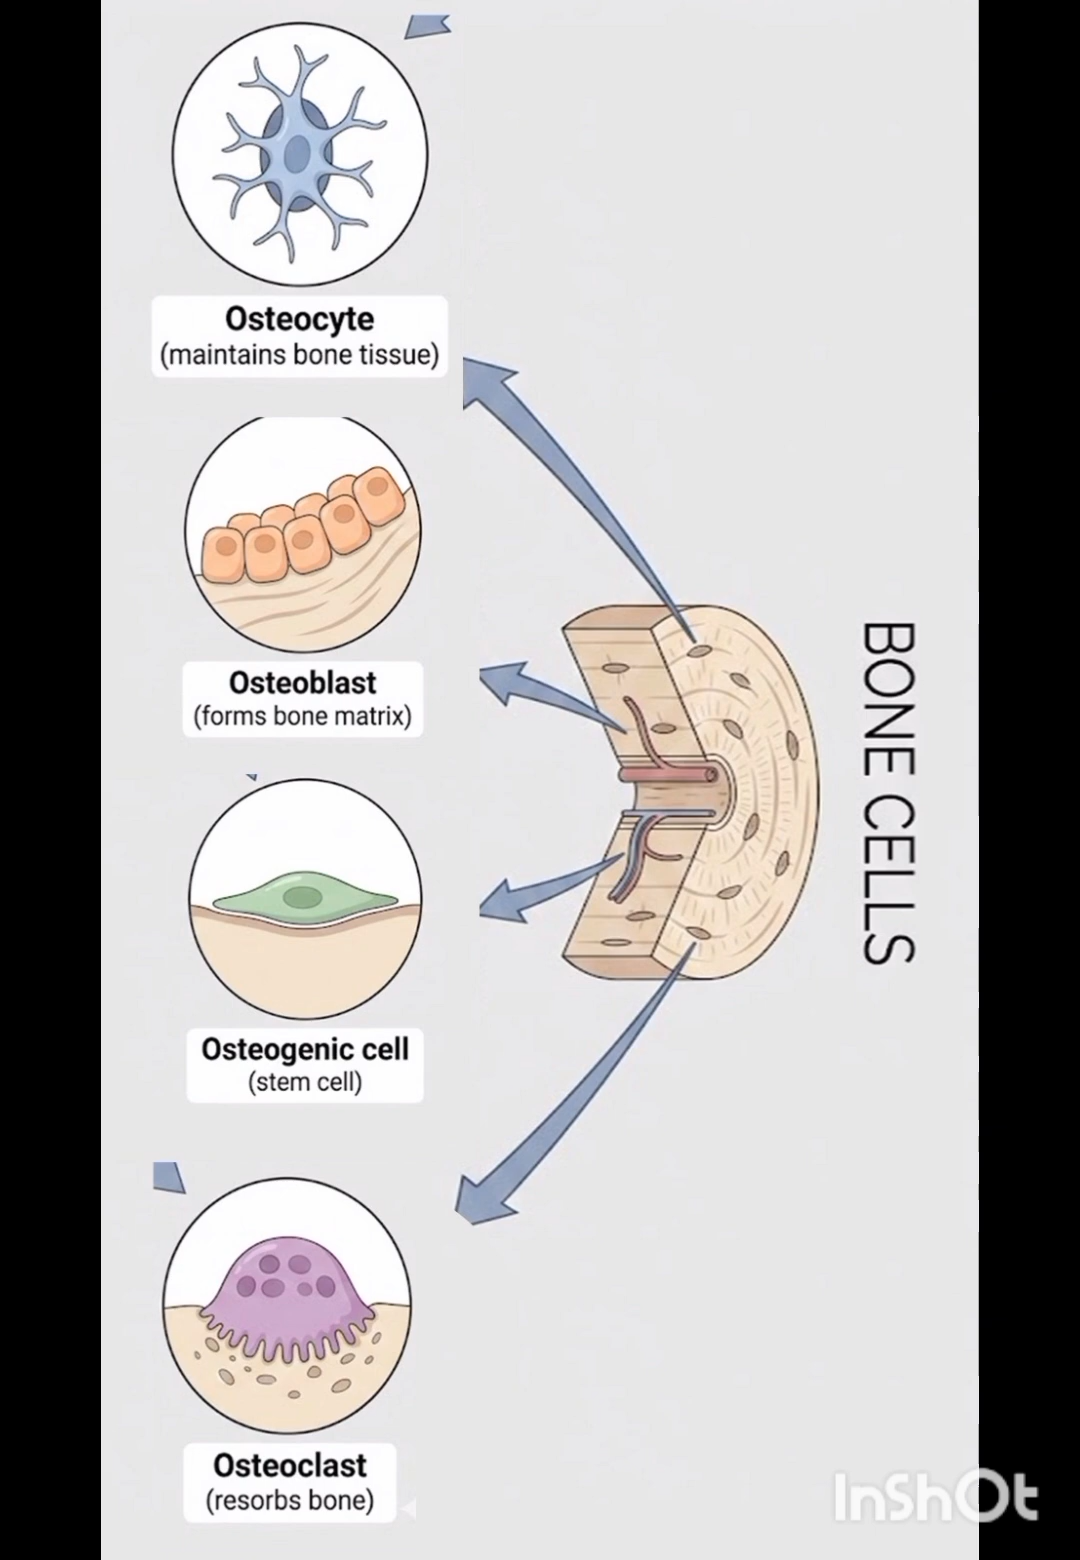 Osteocyte
(maintains bone tissue)
Osteoblast
(forms bone matrix)
Osteogenic cell
(stem cell)
Osteoclast
(resorbs bone)
BONE CELLS
InShOt